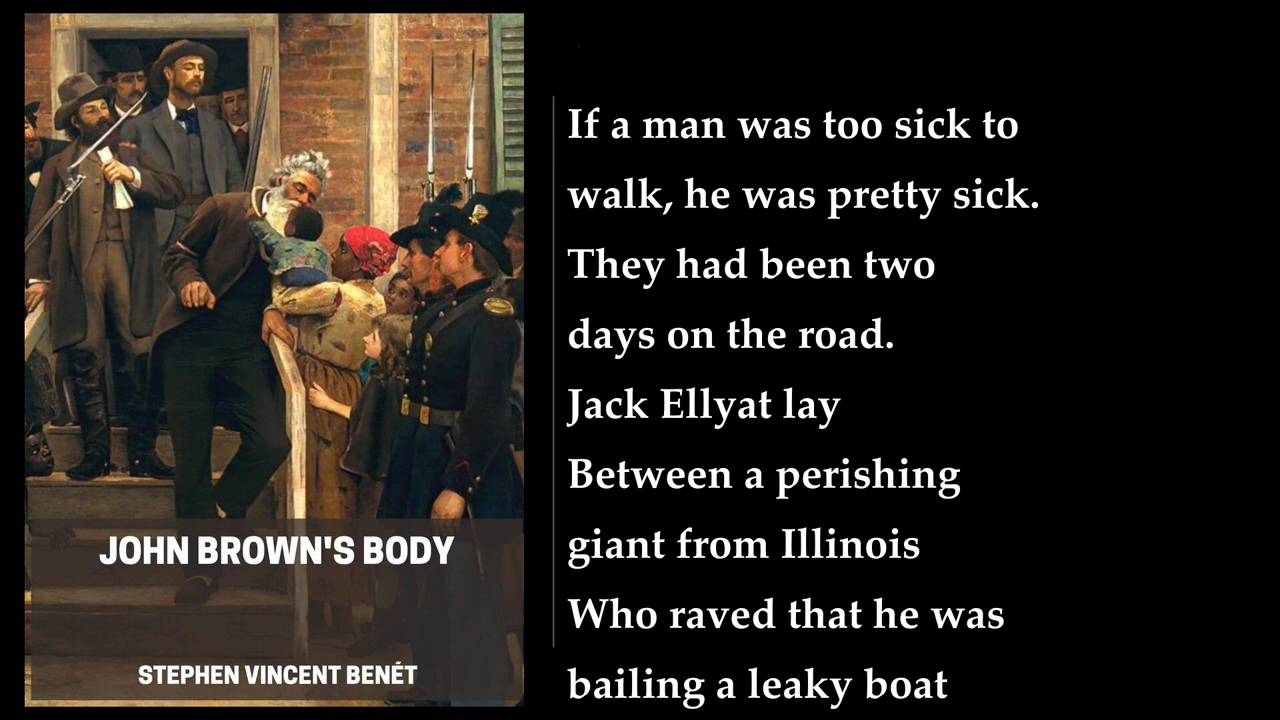 JOHN BROWN'S BODY
STEPHEN VINCENT BENÉT
If a man was too sick to
walk, he was pretty sick.
They had been two
days on the road.
Jack Ellyat lay
Between a perishing
giant from Illinois
Who raved that he was
bailing a leaky boat